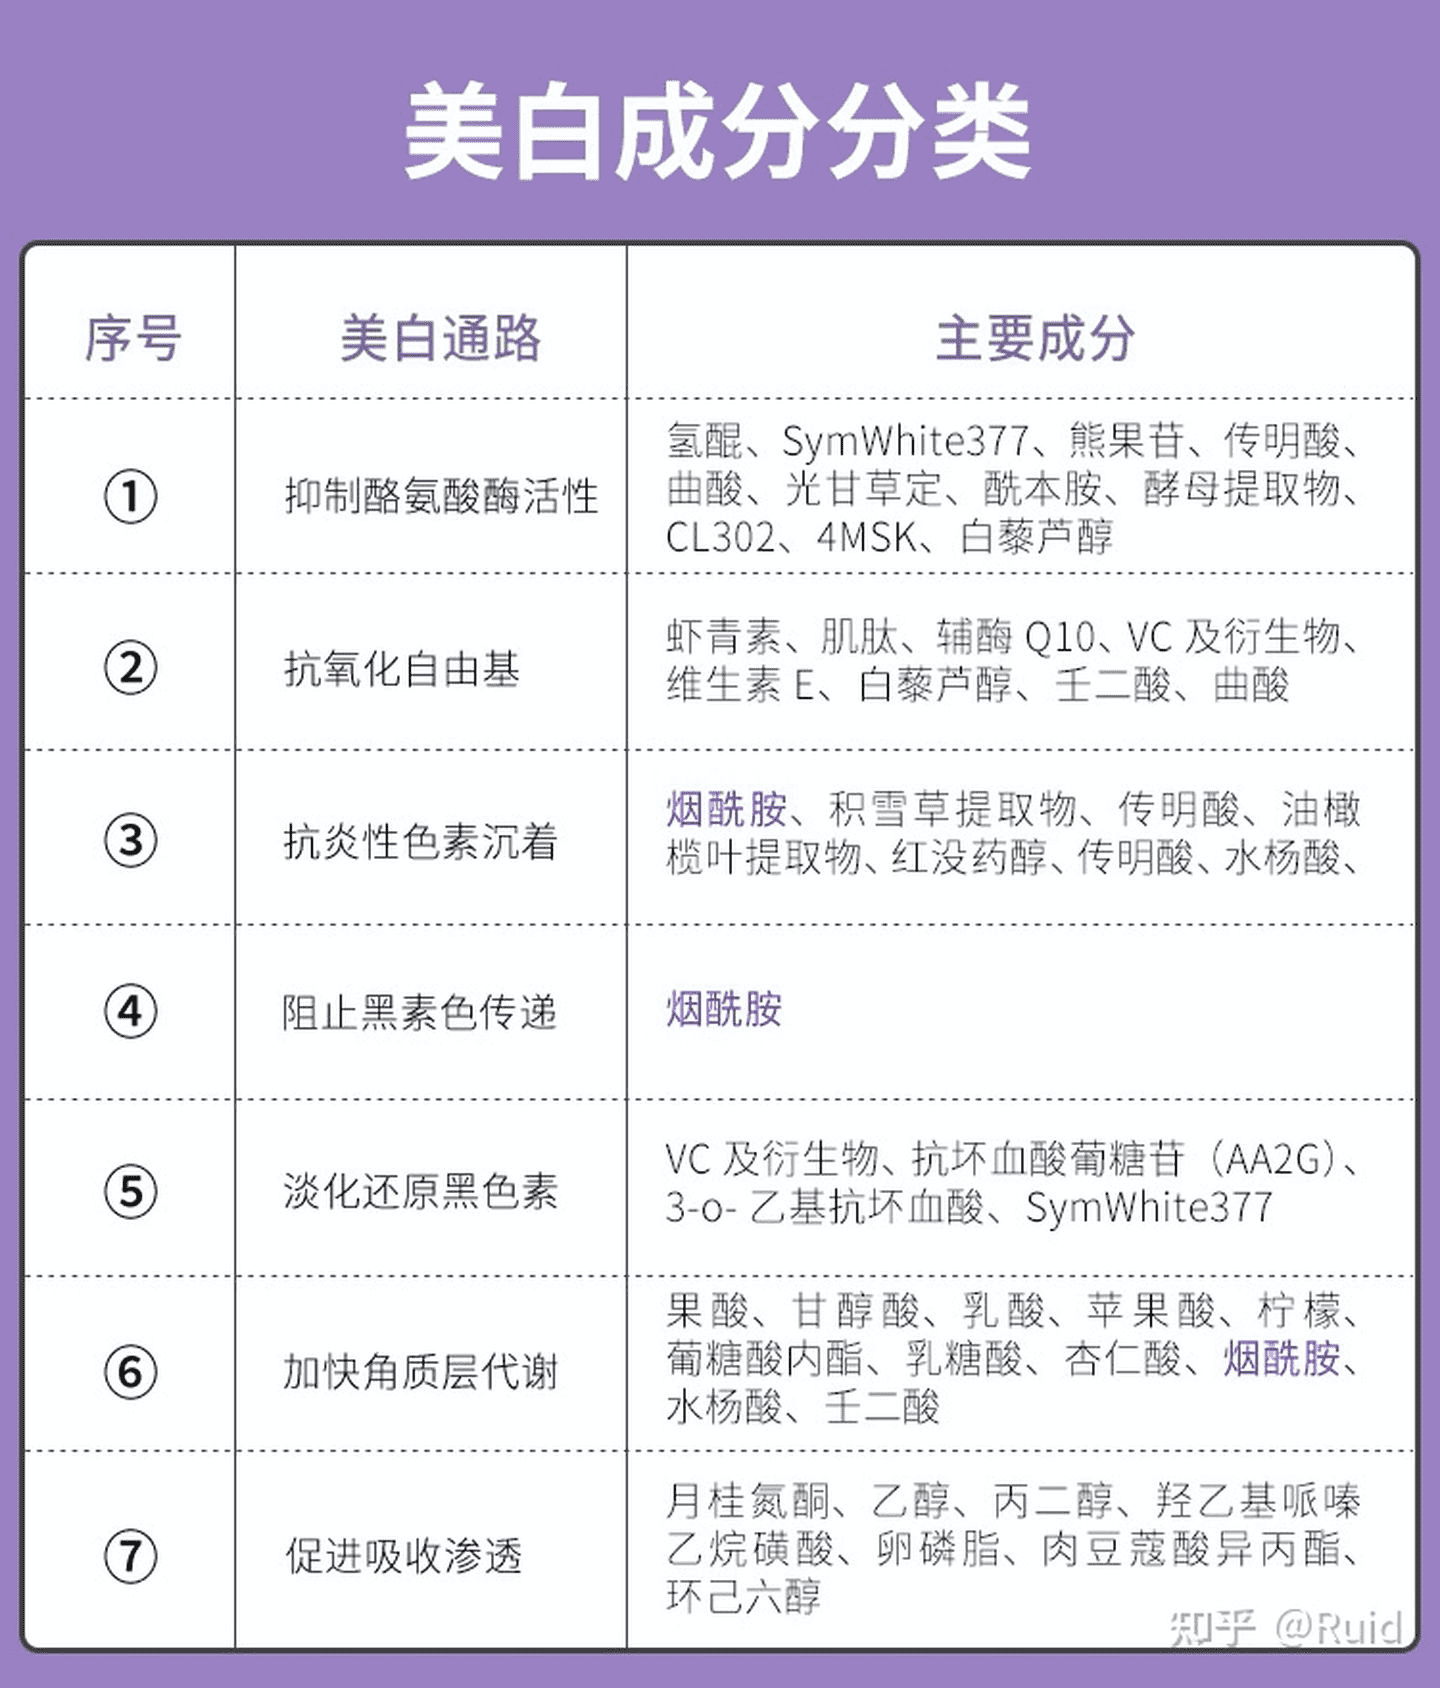 美白成分分类
序号 美白通路 主要成分
① 抑制酪氨酸酶活性
氢醌、SymWhite377、熊果苷、传明酸、
曲酸、光甘草定、酰本胺、酵母提取物、
CL302、4MSK、白藜芦醇
② 抗氧化自由基
虾青素、肌肽、辅酶 Q10、VC 及衍生物、
维生素 E、白藜芦醇、壬二酸、曲酸
③ 抗炎性色素沉着
烟酰胺、积雪草提取物、传明酸、油橄
榄叶提取物、红没药醇、传明酸、水杨酸、
④ 阻止黑素色传递
烟酰胺
⑤ 淡化还原黑色素
VC 及衍生物、抗坏血酸葡糖苷（AA2G）、
3-o- 乙基抗坏血酸、SymWhite377
⑥ 加快角质层代谢
果酸、甘醇酸、乳酸、苹果酸、柠檬、
葡糖酸内酯、乳糖酸、杏仁酸、烟酰胺、
水杨酸、壬二酸
⑦ 促进吸收渗透
月桂氮酮、乙醇、丙二醇、羟乙基哌嗪
乙烷磺酸、卵磷脂、肉豆蔻酸异丙酯、
环己六醇
知乎 @Ruid